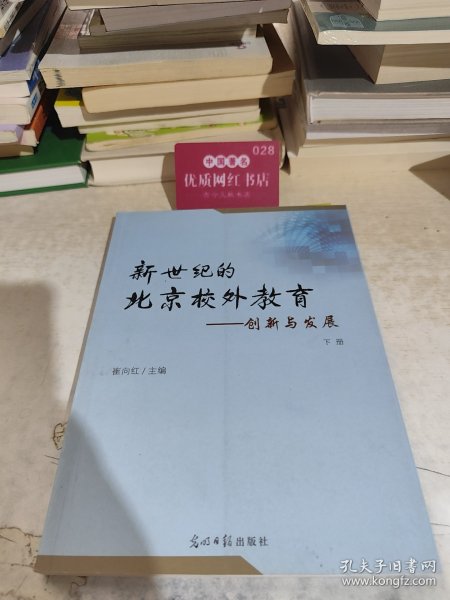 028
中国著名
优质网红书店
新世纪的
北京校外教育
——创新与发展
下册
崔向红/主编
光明日报出版社
孔夫子旧书网
www.kongfz.com